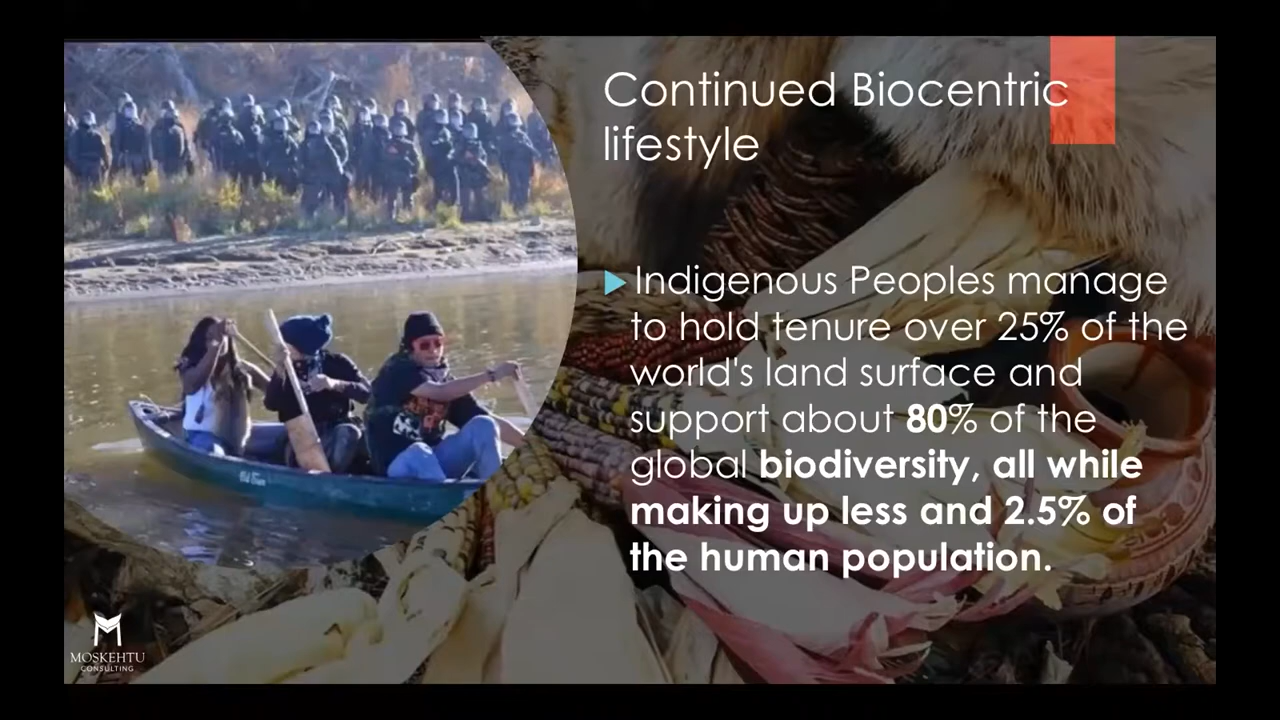 Continued Biocentric
lifestyle
Indigenous Peoples manage
to hold tenure over 25% of the
world's land surface and
support about 80% of the
global biodiversity, all while
making up less and 2.5% of
the human population.
Old Town
MOSKEHTU
CONSULTING